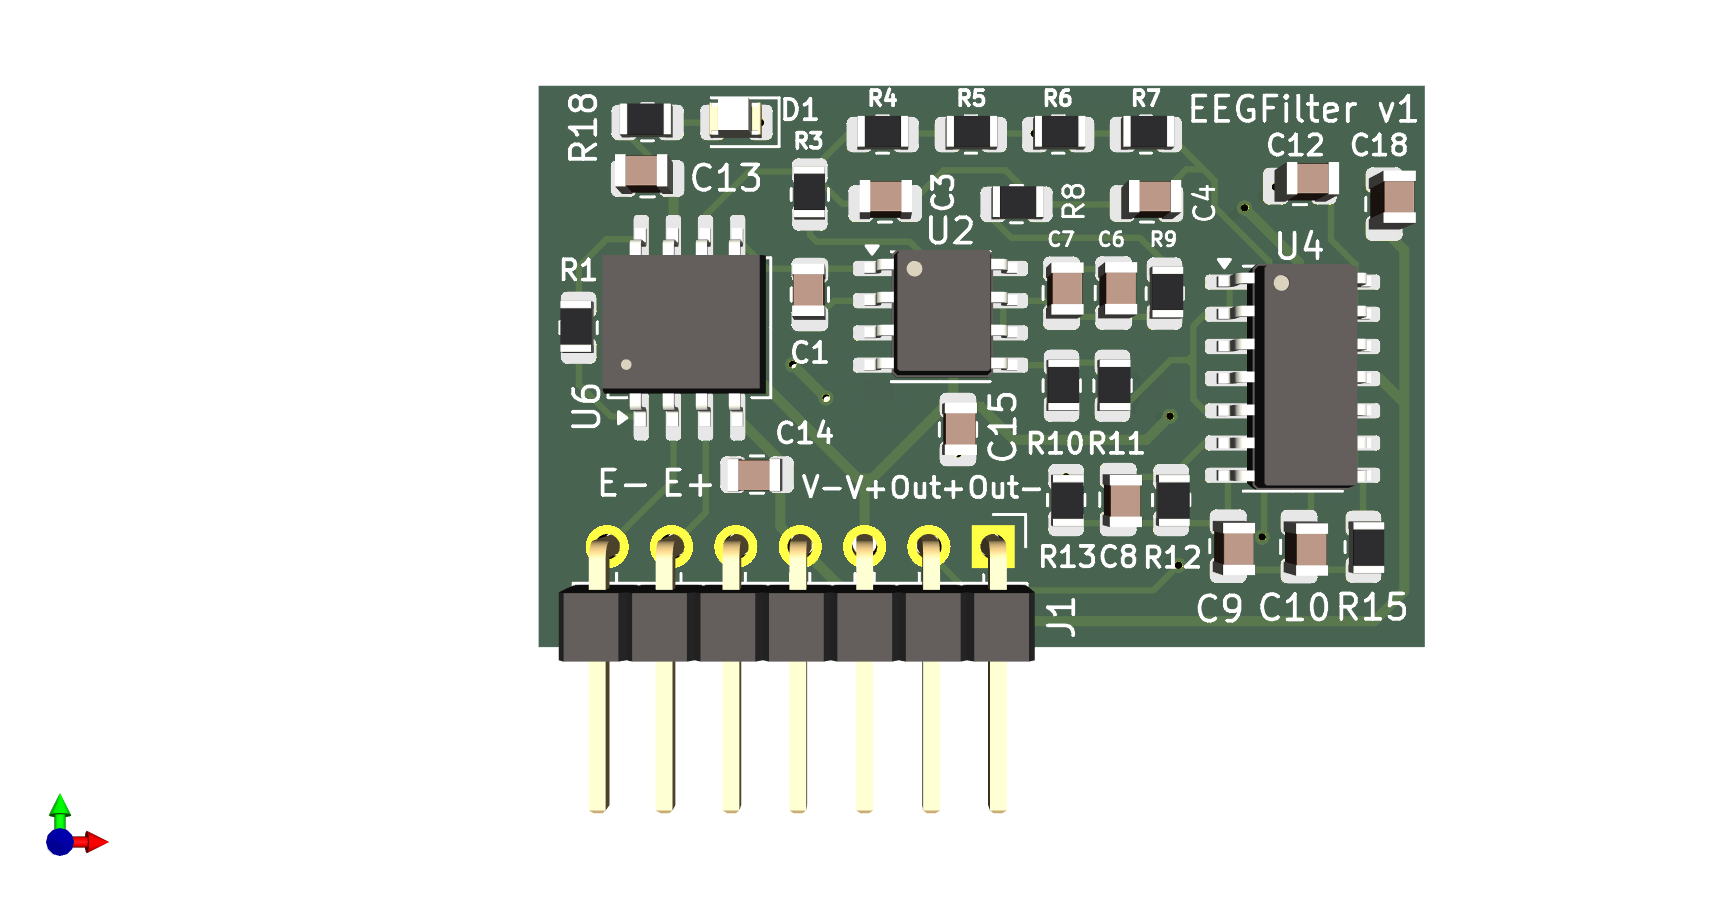 R18
D1
R4
R5
R6
R7
EEGFilter v1
R3
C12
C18
C13
C3
R8
C4
U2
C7
C6
R9
U4
R1
C1
U6
C14
C15
R10
R11
E-
E+
V-
V+
Out+
Out-
R13
C8
R12
J1
C9
C10
R15